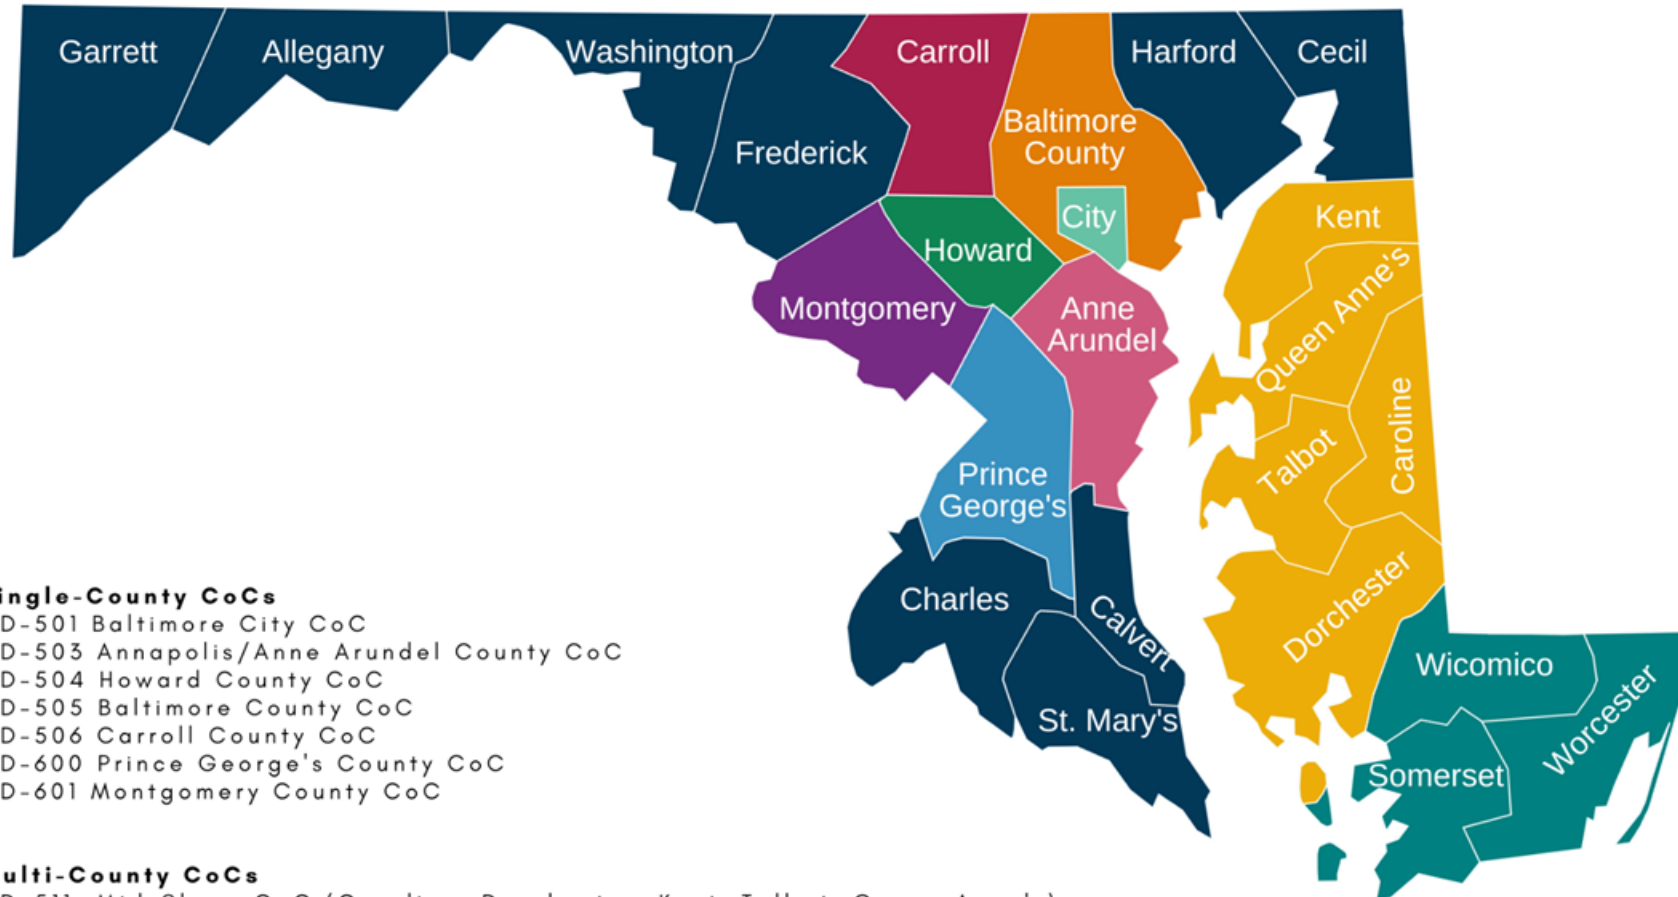 Garrett
Allegany
Washington
Carroll
Harford
Cecil
Baltimore
County
Frederick
City
Kent
Howard
Queen Anne's
Montgomery
Anne
Arundel
Caroline
Talbot
Prince
George's
Charles
Calvert
Dorchester
Wicomico
Worcester
St. Mary's
Somerset
ingle-County CoCs
D-501 Baltimore City CoC
D-503 Annapolis/Anne Arundel County CoC
D-504 Howard County CoC
D-505 Baltimore County CoC
D-506 Carroll County CoC
D-600 Prince George's County CoC
D-601 Montgomery County CoC
ulti-County CoCs